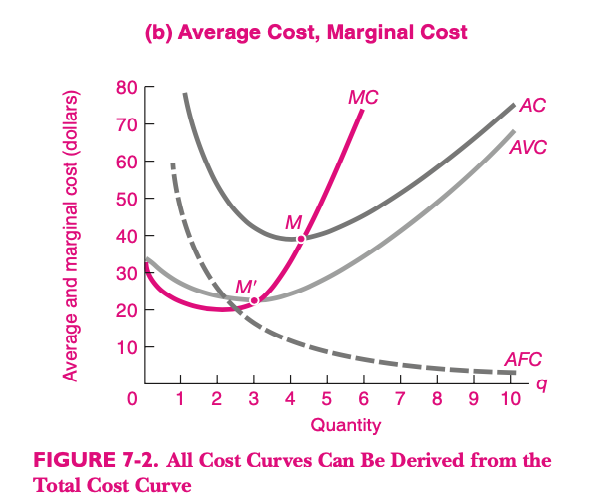 (b) Average Cost, Marginal Cost
Average and marginal cost (dollars)
80
70
60
50
40
30
20
10
0
MC
AC
AVC
M
M'
AFC
q
1 2 3 4 5 6 7 8 9 10
Quantity
FIGURE 7-2. All Cost Curves Can Be Derived from the
Total Cost Curve